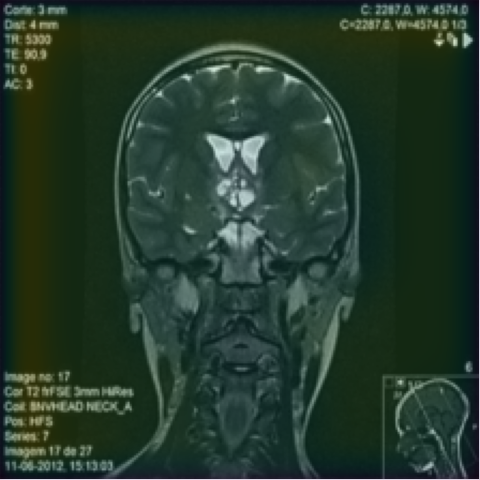 Corte: 3 mm
Dist: 4 mm
TR: 5300
TE: 90,9
TI: 0
AC: 3
C: 2287,0, W: 4574,0
C=2287,0, W=4574,0 1/3
Image no: 17
Cor T2 frFSE 3mm HiRes
Coil: 8NVHEAD NECK_A
Pos: HFS
Series: 7
Imagem 17 de 27
11-06-2012, 15:13:03
6